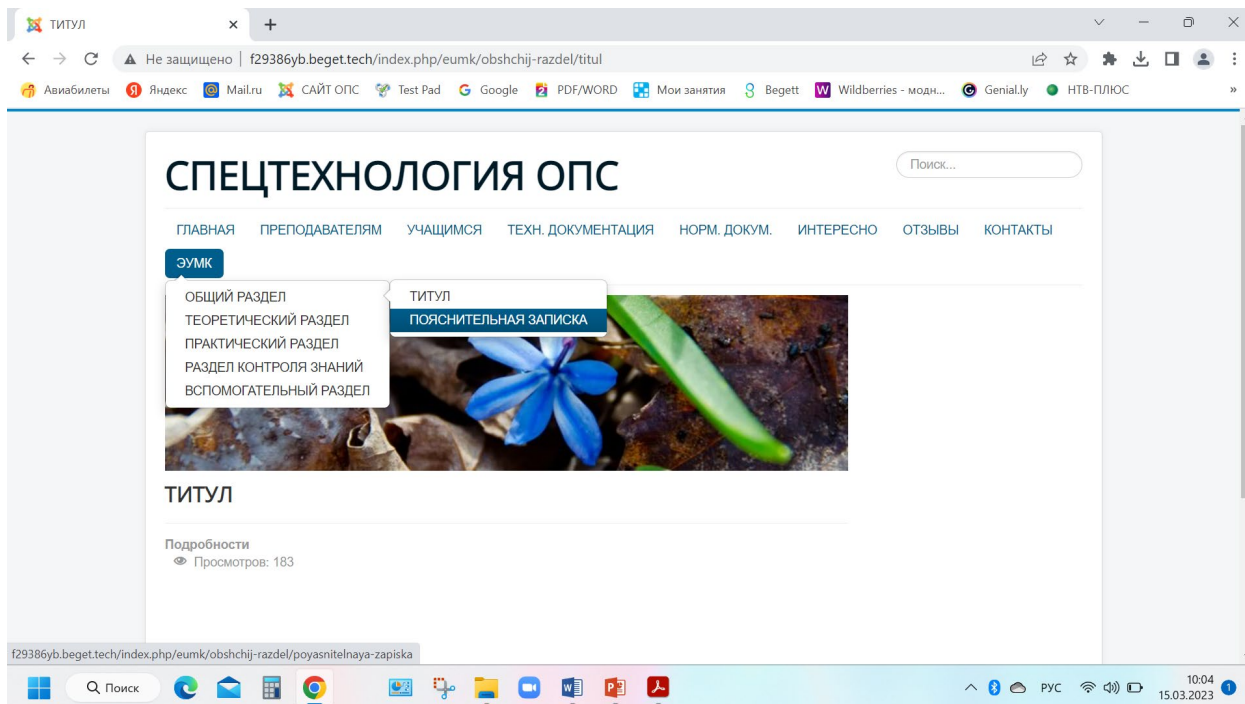 ТИТУЛ
Не защищено | f29386yb.beget.tech/index.php/eumk/obshchij-razdel/titul
Авиабилеты Яндекс Mail.ru САЙТ ОПС Test Pad Google PDF/WORD Мои занятия Begett Wildberries - модн... Genial.ly НТВ-ПЛЮС »
СПЕЦТЕХНОЛОГИЯ ОПС
Поиск...
ГЛАВНАЯ ПРЕПОДАВАТЕЛЯМ УЧАЩИМСЯ ТЕХН. ДОКУМЕНТАЦИЯ НОРМ. ДОКУМ. ИНТЕРЕСНО ОТЗЫВЫ КОНТАКТЫ
ЭУМК
ОБЩИЙ РАЗДЕЛ
ТЕОРЕТИЧЕСКИЙ РАЗДЕЛ
ПРАКТИЧЕСКИЙ РАЗДЕЛ
РАЗДЕЛ КОНТРОЛЯ ЗНАНИЙ
ВСПОМОГАТЕЛЬНЫЙ РАЗДЕЛ
ТИТУЛ
ПОЯСНИТЕЛЬНАЯ ЗАПИСКА
ТИТУЛ
Подробности
Просмотров: 183
f29386yb.beget.tech/index.php/eumk/obshchij-razdel/poyasnitelnaya-zapiska
Поиск
РУС
10:04
15.03.2023
1